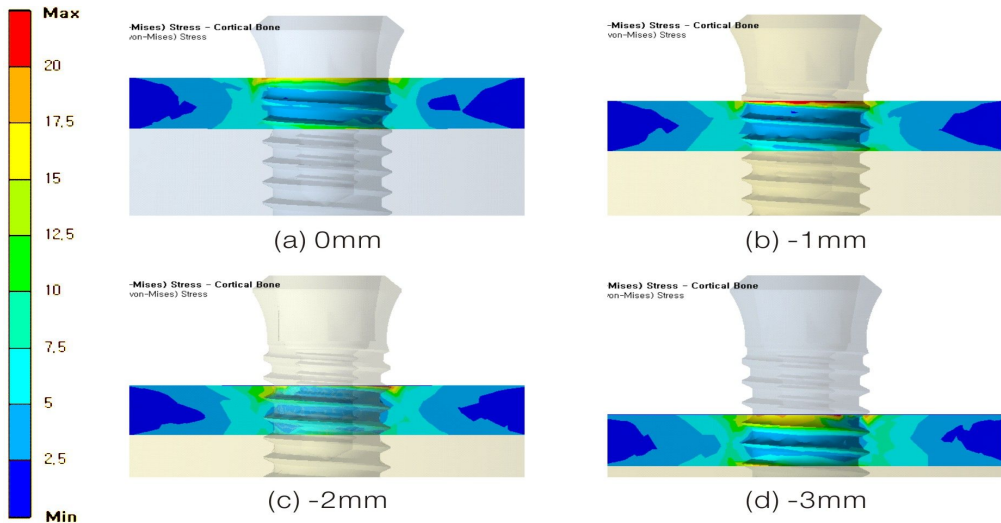 Max
20
17,5
15
12,5
10
7,5
5
2,5
Min
-Mises) Stress - Cortical Bone
von-Mises) Stress
(a) 0mm
-Mises) Stress - Cortical Bone
von-Mises) Stress
(b) -1mm
-Mises) Stress - Cortical Bone
von-Mises) Stress
(c) -2mm
Mises) Stress - Cortical Bone
von-Mises) Stress
(d) -3mm